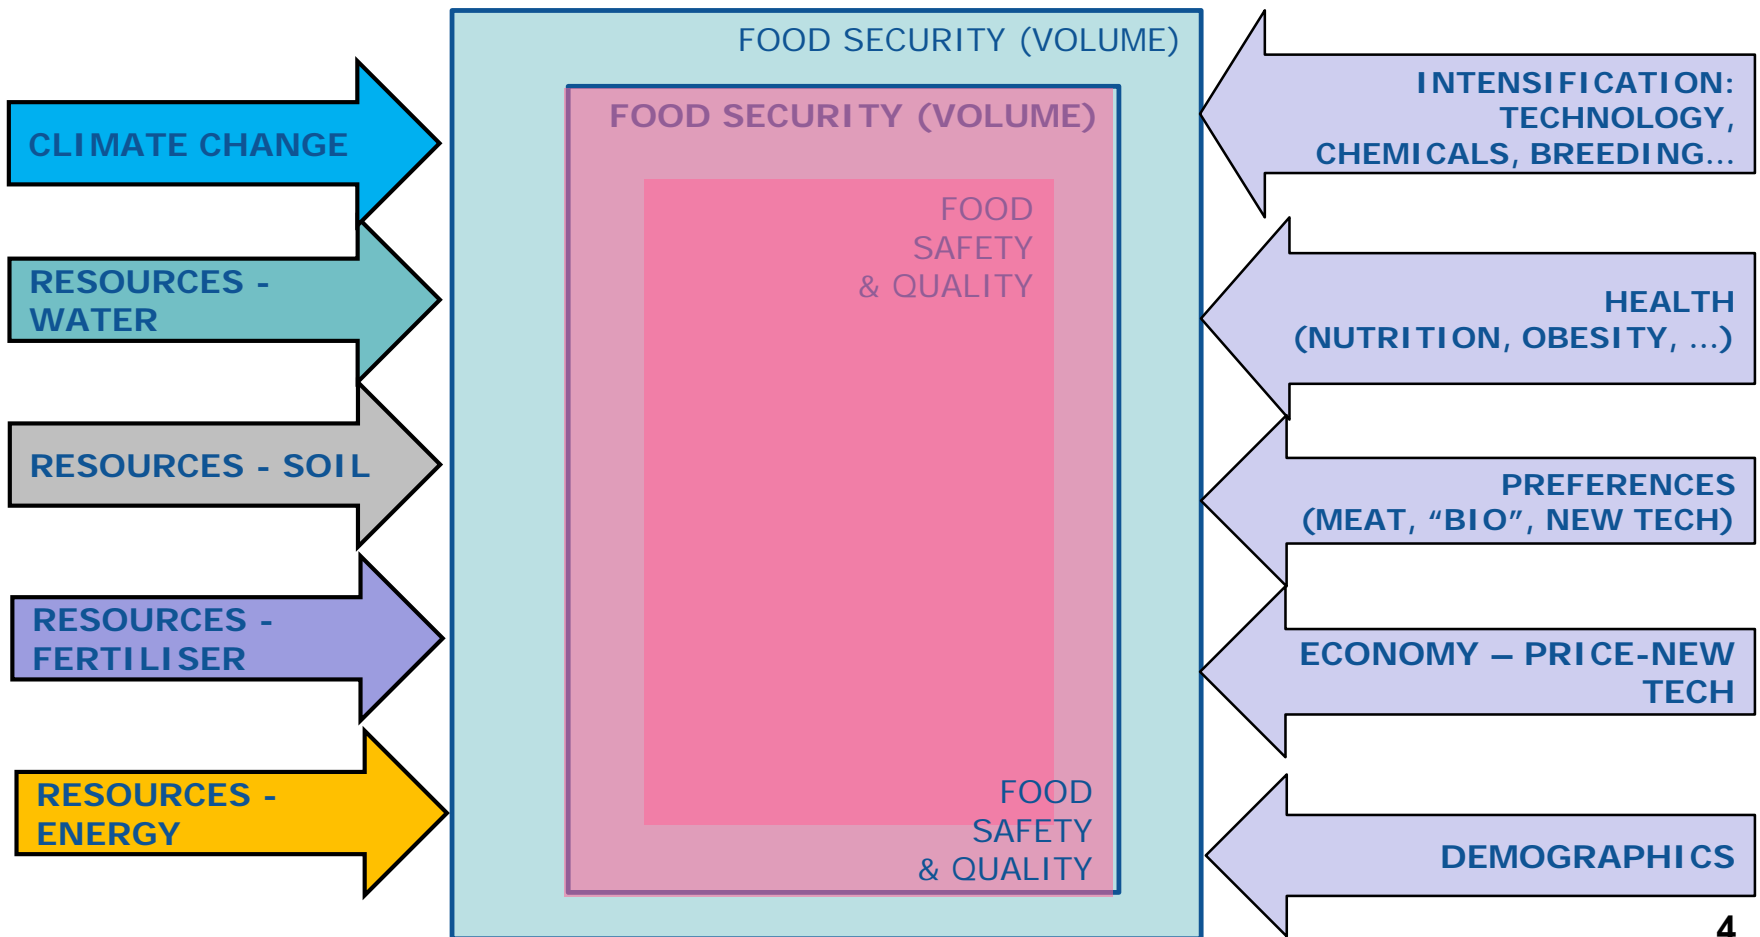 FOOD SECURITY (VOLUME)
FOOD SECURITY (VOLUME)
FOOD
SAFETY
& QUALITY
FOOD
SAFETY
& QUALITY
CLIMATE CHANGE
RESOURCES -
WATER
RESOURCES - SOIL
RESOURCES -
FERTILISER
RESOURCES -
ENERGY
INTENSIFICATION:
TECHNOLOGY,
CHEMICALS, BREEDING...
HEALTH
(NUTRITION, OBESITY, ...)
PREFERENCES
(MEAT, “BIO”, NEW TECH)
ECONOMY – PRICE-NEW
TECH
DEMOGRAPHICS
4